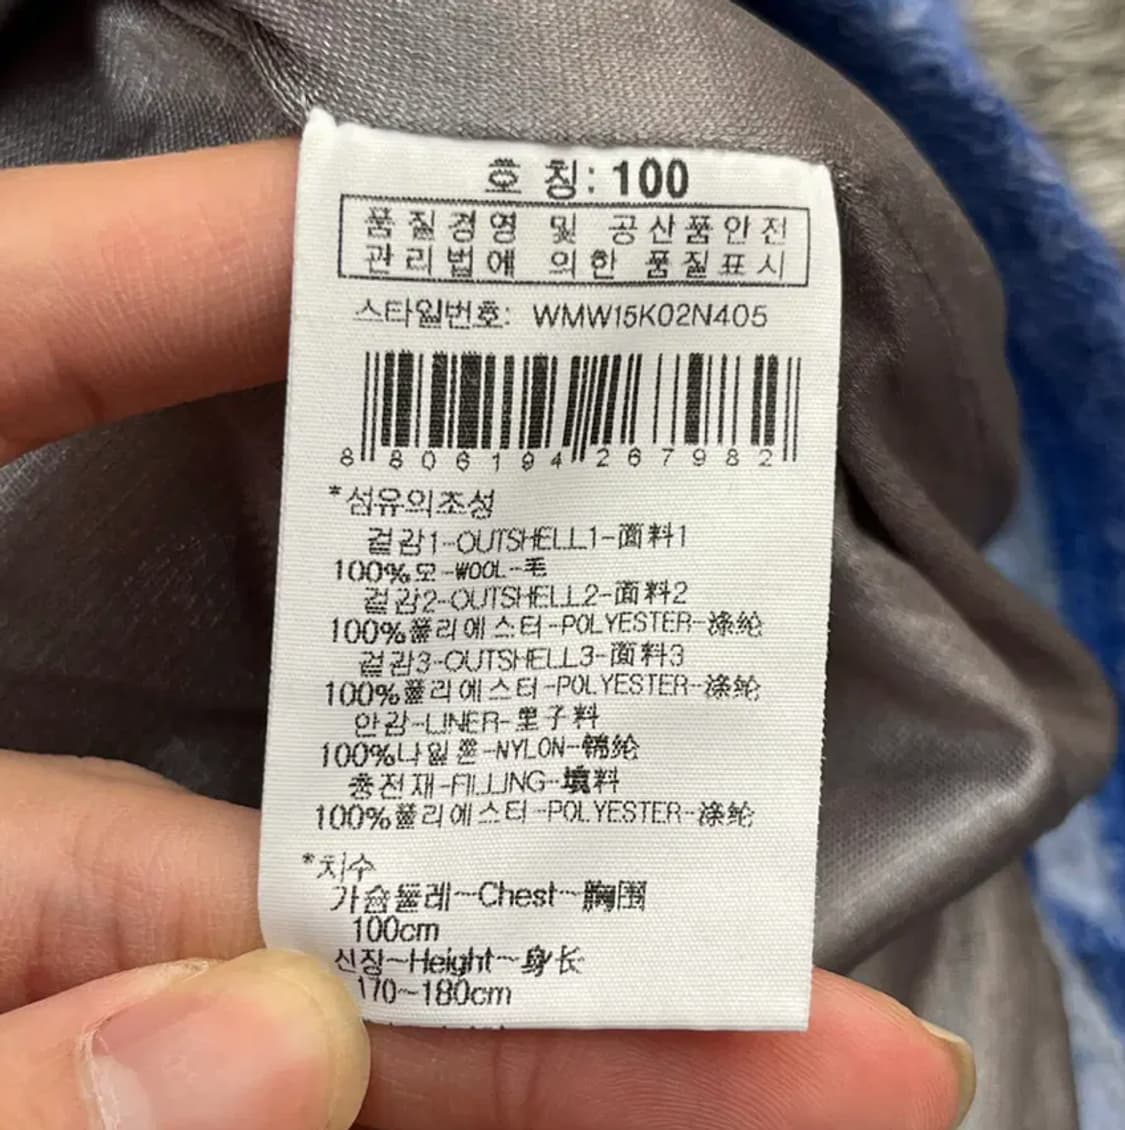 호 칭: 100
품질경영 및 공산품안전
관리법에 의한 품질표시
스타일번호: WMW15K02N405
8 806194 267982
*섬유의조성
겉감1-OUTSHELL1-面料1
100%모-WOOL-毛
겉감2-OUTSHELL2-面料2
100%폴리에스터-POLYESTER-涤纶
겉감3-OUTSHELL3-面料3
100%폴리에스터-POLYESTER-涤纶
안감-LINER-里子料
100%나일론-NYLON-锦纶
충전재-FILLING-填料
100%폴리에스터-POLYESTER-涤纶
*치수
가슴둘레~Chest~胸围
100cm
신장~Height~身长
170~180cm